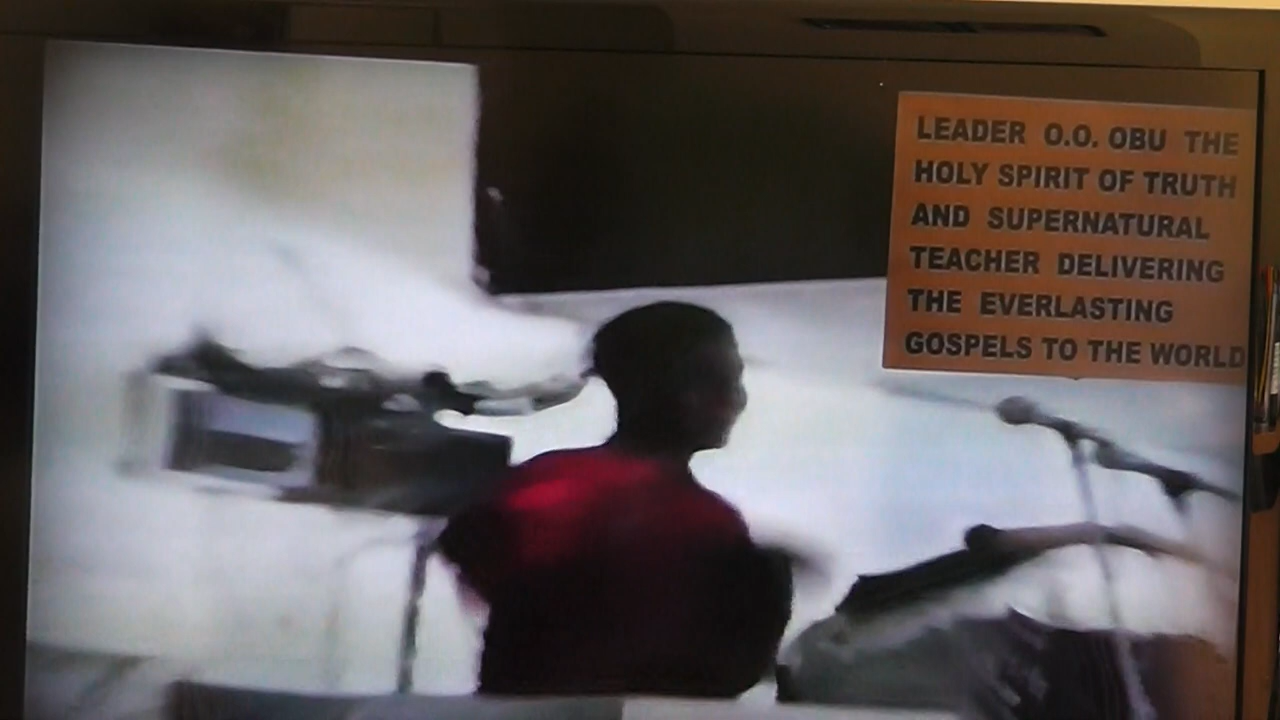 LEADER O.O. OBU THE
HOLY SPIRIT OF TRUTH
AND SUPERNATURAL
TEACHER DELIVERING
THE EVERLASTING
GOSPELS TO THE WORLD